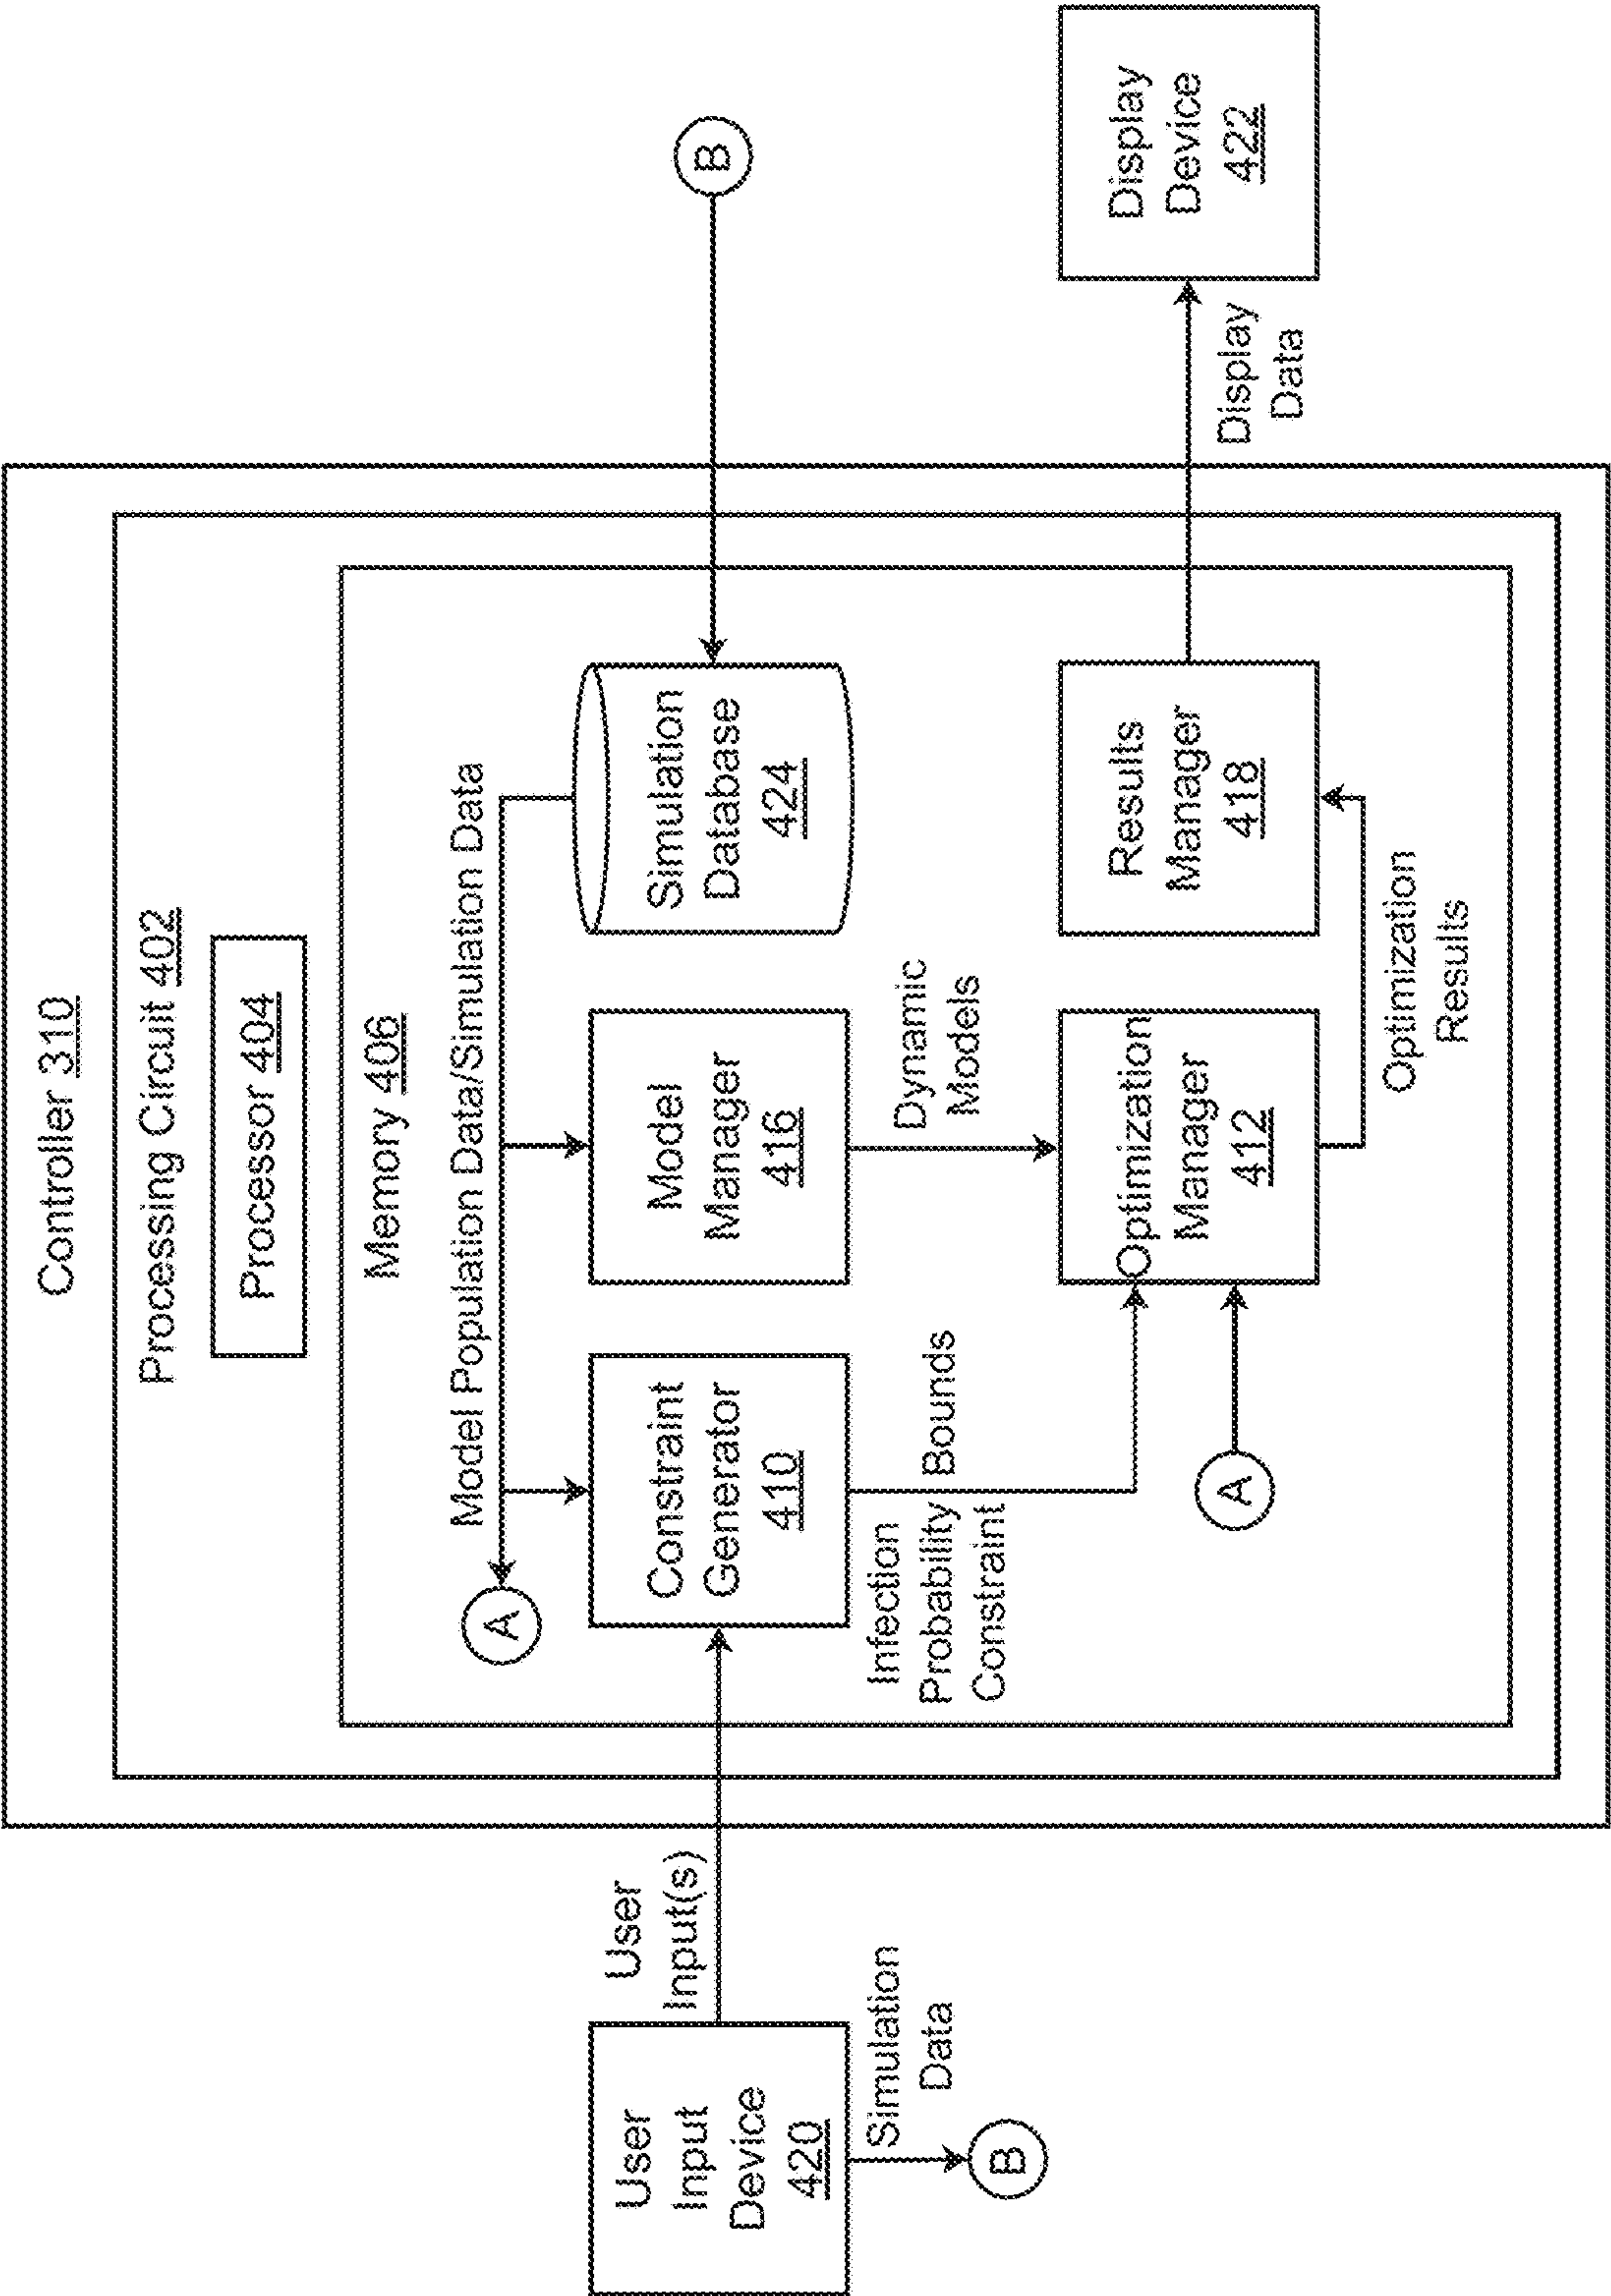 Controller 310
Processing Circuit 402
Processor 404
Memory 406
Model Population Data/Simulation Data
A
B
User
Input
Device
420
User
Input(s)
Constraint
Generator
410
Model
Manager
416
Simulation
Database
424
Simulation
Data
B
Infection
Probability
Constraint
Bounds
Dynamic
Models
A
Optimization
Manager
412
Results
Manager
418
Display
Data
Display
Device
422
Optimization
Results